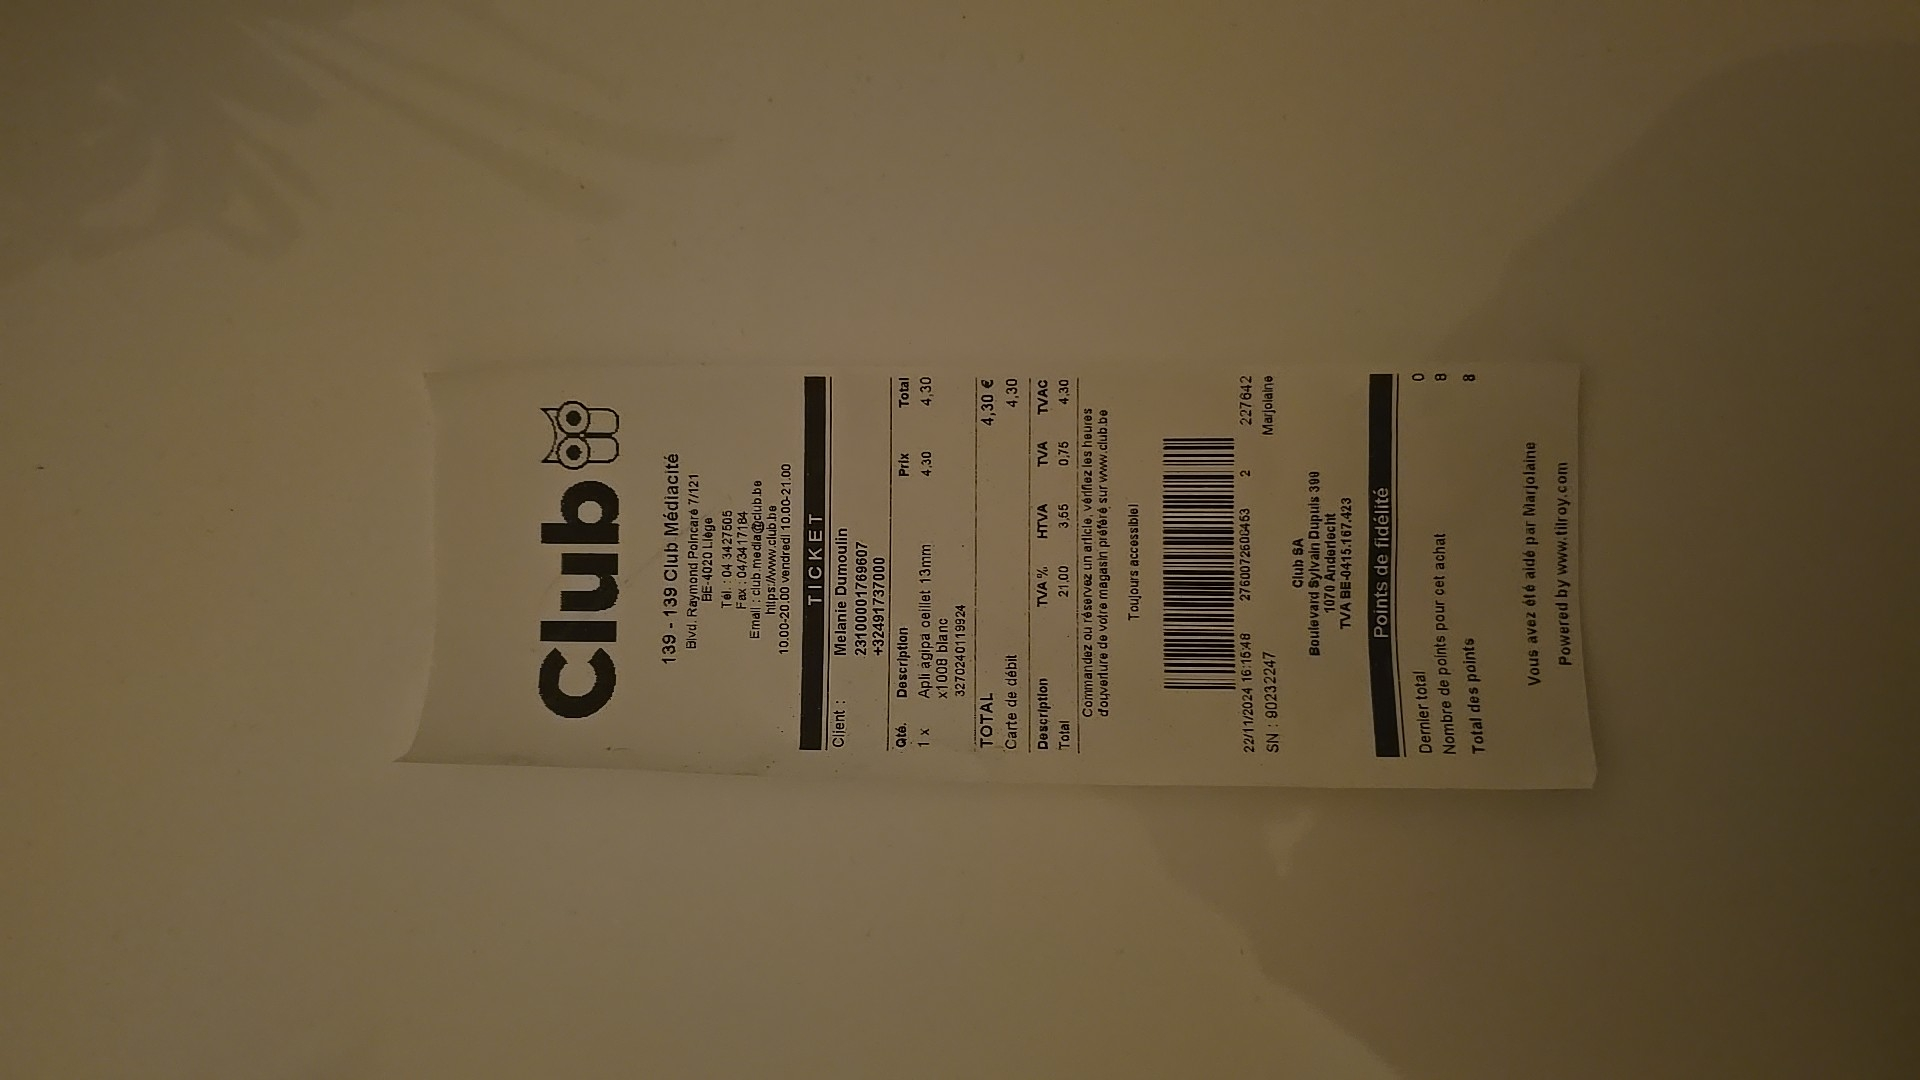 Club
139 - 139 Club Médiacité
Blvd. Raymond Poincaré 7/121
BE-4020 Liège
Tél. : 04 3427505
Fax : 04/3417184
Email : club.media@club.be
https://www.club.be
10.00-20.00 vendredi 10.00-21.00
TICKET
Client : Melanie Dumoulin
23100001769607
+32491737000
Qté. Description Prix Total
1 x Apli agipa oeillet 13mm 4,30 4,30
x1008 blanc
3270240119924
TOTAL 4,30 €
Carte de débit 4,30
Description TVA % HTVA TVA TVAC
Total 21,00 3,55 0,75 4,30
Commandez ou réservez un article, vérifiez les heures
d'ouverture de votre magasin préféré sur www.club.be
Toujours accessible!
22/11/2024 16:15:48 2760072600453 2 227642
SN : 90232247 Marjolaine
Club SA
Boulevard Sylvain Dupuis 300
1070 Anderlecht
TVA BE-0415.167.423
Points de fidélité
Dernier total 0
Nombre de points pour cet achat 8
Total des points 8
Vous avez été aidé par Marjolaine
Powered by www.tilroy.com